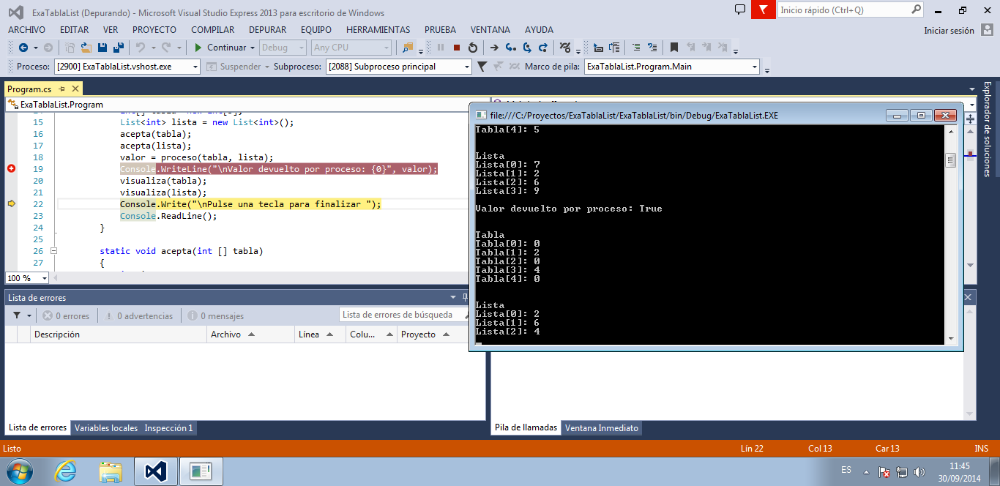 ExaTablaList (Depurando) - Microsoft Visual Studio Express 2013 para escritorio de Windows
Inicio rápido (Ctrl+Q)
ARCHIVO EDITAR VER PROYECTO COMPILAR DEPURAR EQUIPO HERRAMIENTAS PRUEBA VENTANA AYUDA
Iniciar sesión
Continuar Debug Any CPU
Proceso: [2900] ExaTablaList.vshost.exe Suspender Subproceso: [2088] Subproceso principal Marco de pila: ExaTablaList.Program.Main
Program.cs
ExaTablaList.Program
15 List<int> lista = new List<int>();
16 acepta(tabla);
17 acepta(lista);
18 valor = proceso(tabla, lista);
19 Console.WriteLine("\nValor devuelto por proceso: {0}", valor);
20 visualiza(tabla);
21 visualiza(lista);
22 Console.Write("\nPulse una tecla para finalizar ");
23 Console.ReadLine();
24 }
25
26 static void acepta(int [] tabla)
27 {
100 %
file:///C:/Proyectos/ExaTablaList/ExaTablaList/bin/Debug/ExaTablaList.EXE
Tabla[4]: 5
Lista
Lista[0]: 7
Lista[1]: 2
Lista[2]: 6
Lista[3]: 9
Valor devuelto por proceso: True
Tabla
Tabla[0]: 0
Tabla[1]: 2
Tabla[2]: 0
Tabla[3]: 4
Tabla[4]: 0
Lista
Lista[0]: 2
Lista[1]: 6
Lista[2]: 4
Explorador de soluciones
Lista de errores
0 errores 0 advertencias 0 mensajes Lista de errores de búsqueda
Descripción Archivo Línea Colu... Proyecto
Lista de errores Variables locales Inspección 1
Pila de llamadas Ventana Inmediato
Listo Lín 22 Col 13 Car 13 INS
ES
11:45
30/09/2014